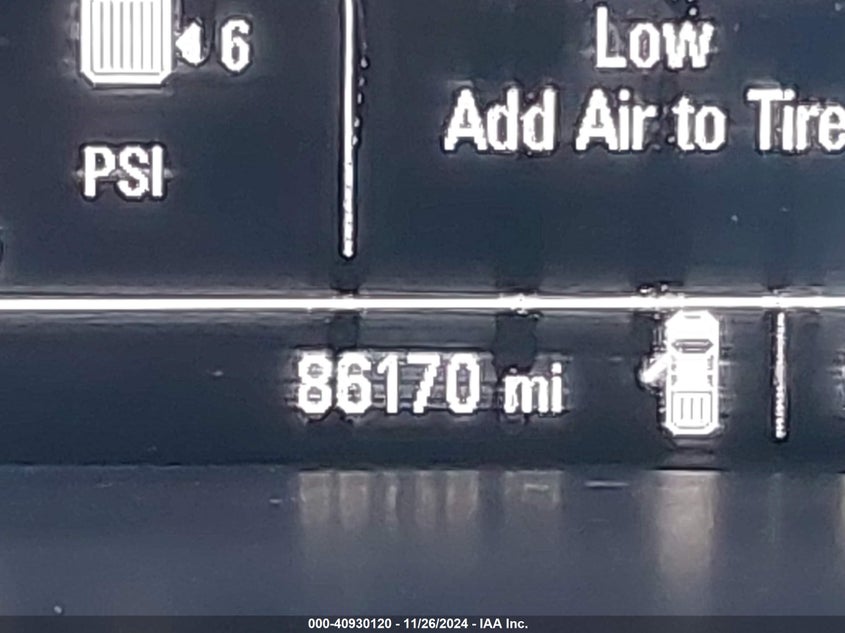 6
Low
Add Air to Tire
PSI
86170 mi
000-40930120 - 11/26/2024 - IAA Inc.